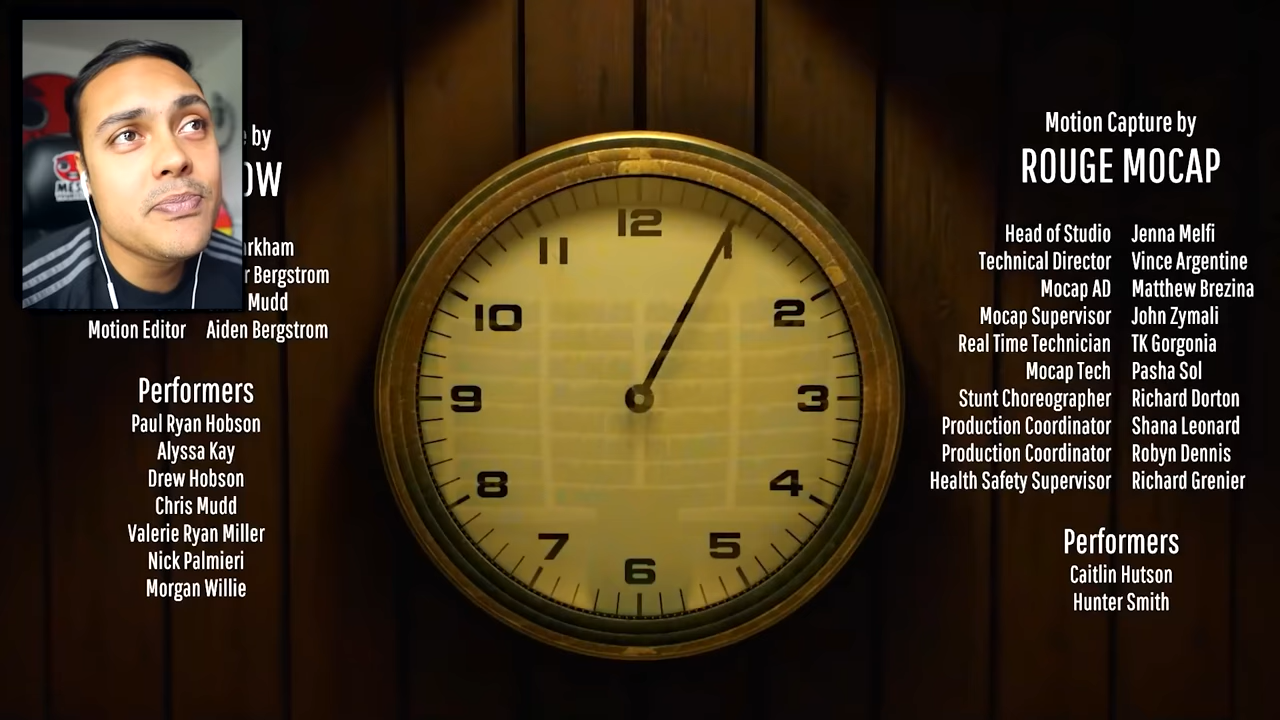 by
OW
Motion Editor Aiden Bergstrom
Performers
Paul Ryan Hobson
Alyssa Kay
Drew Hobson
Chris Mudd
Valerie Ryan Miller
Nick Palmieri
Morgan Willie
12
11
10
2
9
3
8
4
7
5
6
Motion Capture by
ROUGE MOCAP
Head of Studio Jenna Melfi
Technical Director Vince Argentine
Mocap AD Matthew Brezina
Mocap Supervisor John Zymali
Real Time Technician TK Gorgonia
Mocap Tech Pasha Sol
Stunt Choreographer Richard Dorton
Production Coordinator Shana Leonard
Production Coordinator Robyn Dennis
Health Safety Supervisor Richard Grenier
Performers
Caitlin Hutson
Hunter Smith